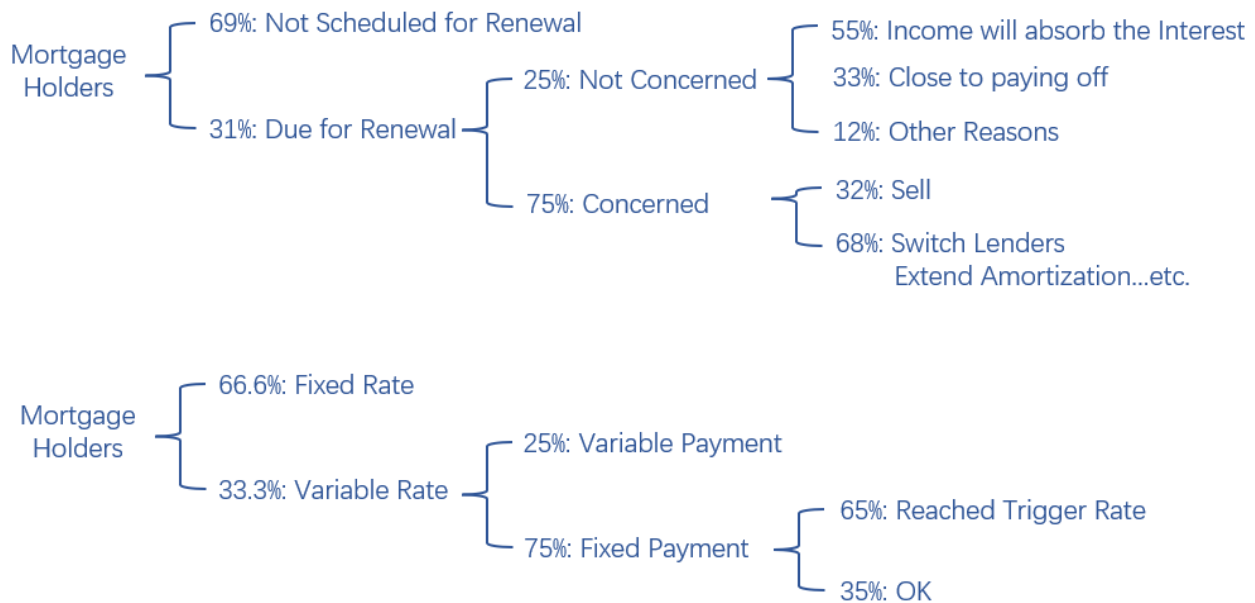 Mortgage
Holders
69%: Not Scheduled for Renewal
31%: Due for Renewal
25%: Not Concerned
75%: Concerned
55%: Income will absorb the Interest
33%: Close to paying off
12%: Other Reasons
32%: Sell
68%: Switch Lenders
Extend Amortization...etc.
Mortgage
Holders
66.6%: Fixed Rate
33.3%: Variable Rate
25%: Variable Payment
75%: Fixed Payment
65%: Reached Trigger Rate
35%: OK